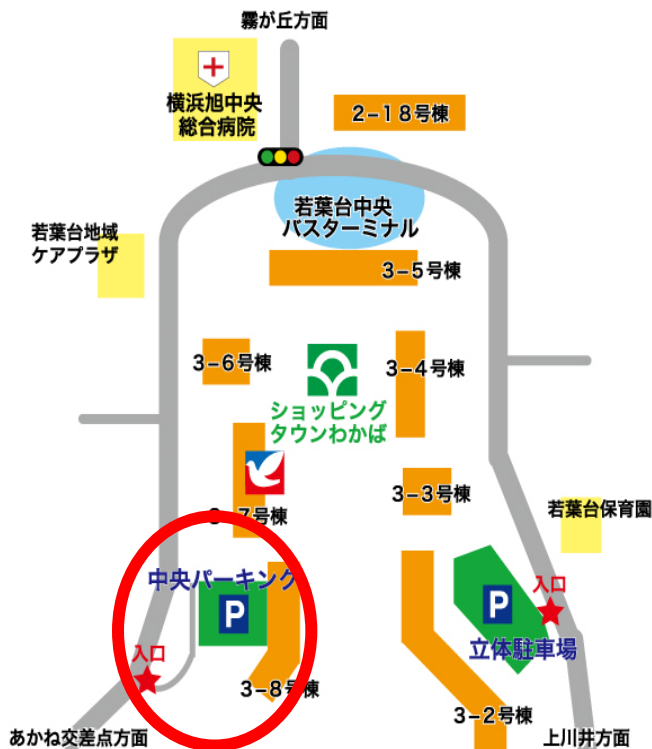 霧が丘方面
横浜旭中央
総合病院
2−18号棟
若葉台中央
バスターミナル
若葉台地域
ケアプラザ
3−5号棟
3−6号棟
3−4号棟
ショッピング
タウンわかば
3−3号棟
7号棟
若葉台保育園
中央パーキング
P
P
入口
立体駐車場
入口
3−8号棟
3−2号棟
あかね交差点方面
上川井方面